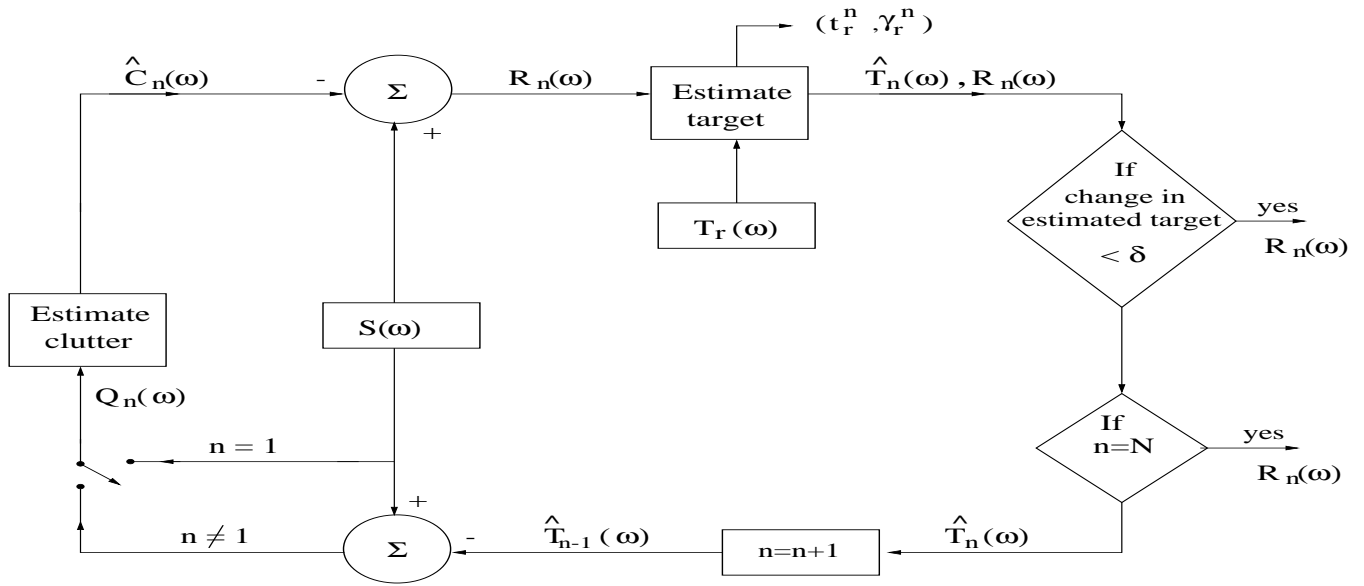 (t_r^n ,γ_r^n)
Ĉ_n(ω)
-
Σ
+
R_n(ω)
Estimate
target
T̂_n(ω) , R_n(ω)
T_r(ω)
If
change in
estimated target
< δ
yes
R_n(ω)
Estimate
clutter
S(ω)
Q_n(ω)
n = 1
If
n=N
yes
R_n(ω)
+
n ≠ 1
Σ
-
T̂_{n-1}(ω)
n=n+1
T̂_n(ω)